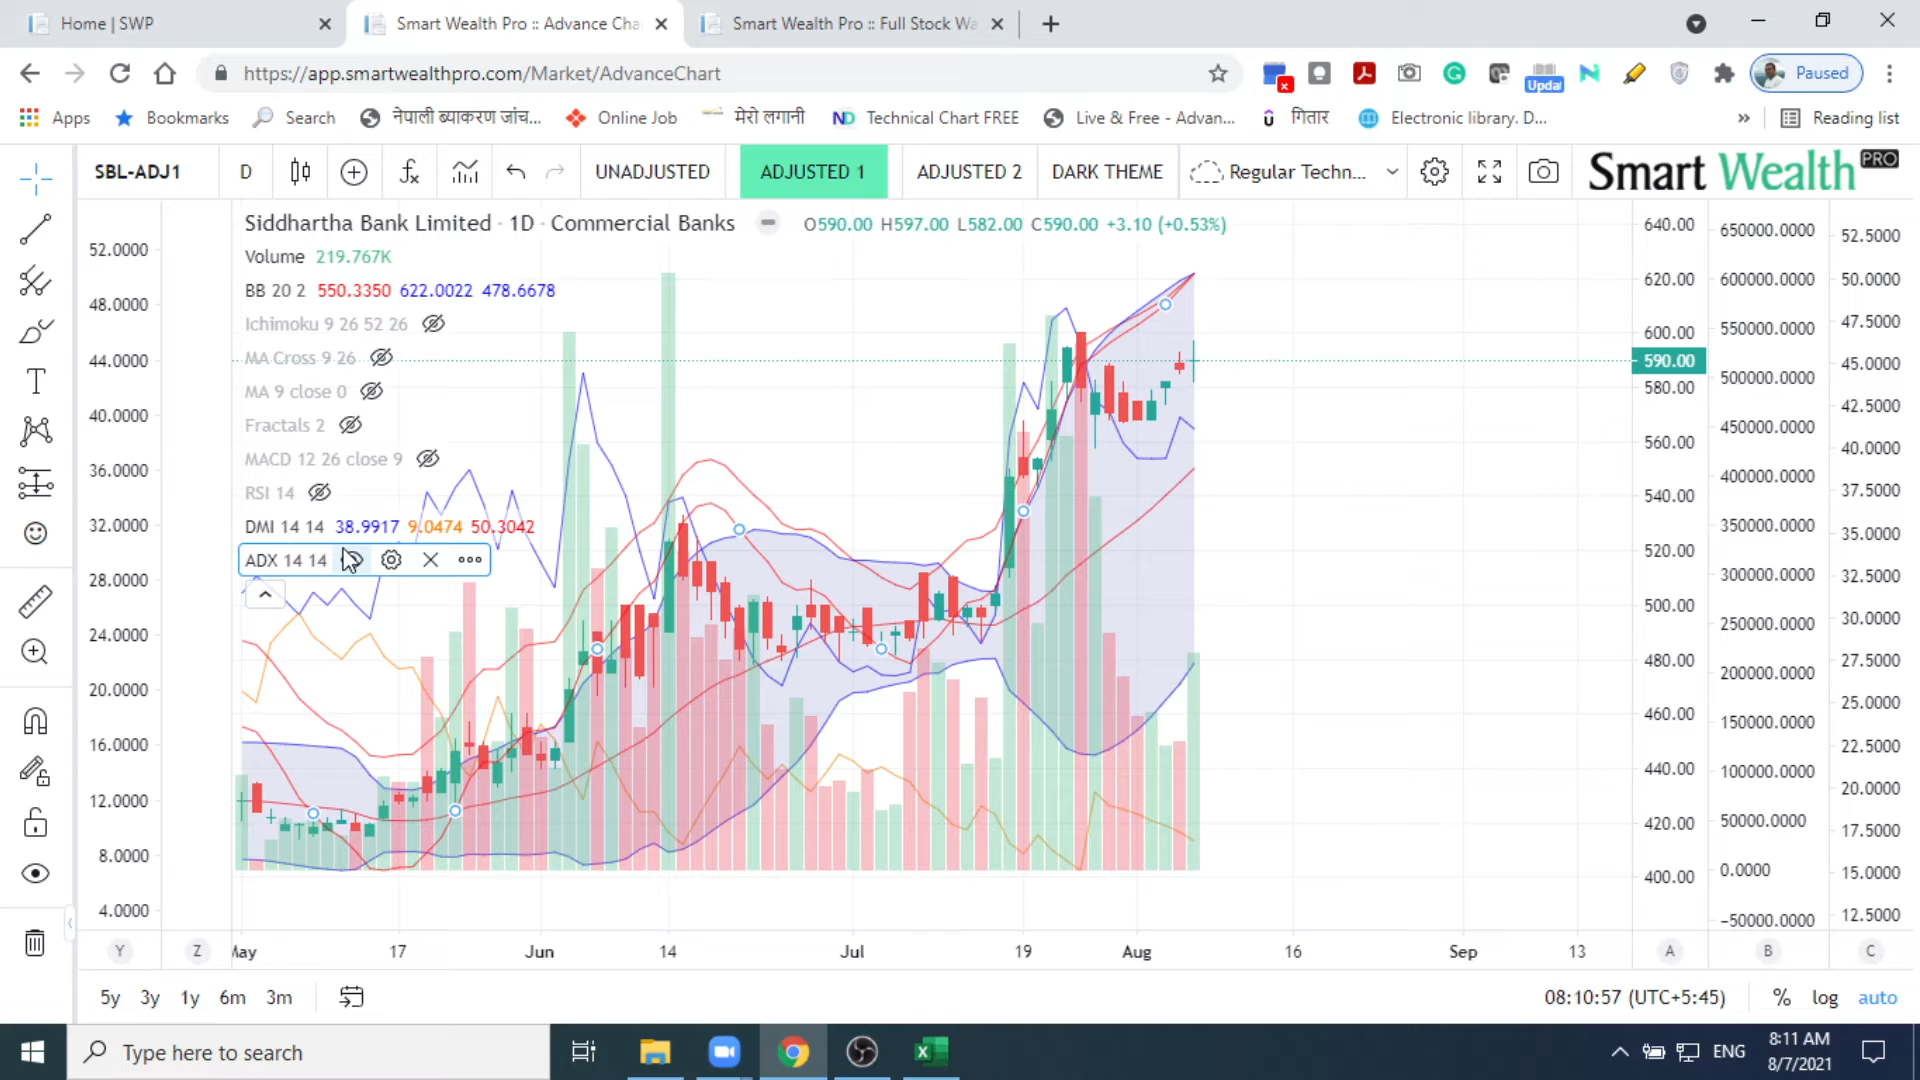 Home | SWP
Smart Wealth Pro :: Advance Cha
Smart Wealth Pro :: Full Stock Wa
https://app.smartwealthpro.com/Market/AdvanceChart
Upda
Paused
Apps
Bookmarks
Search
नेपाली ब्याकरण जांच...
Online Job
मेरो लगानी
ND Technical Chart FREE
Live & Free - Advan...
गितार
Electronic library. D...
»
Reading list
SBL-ADJ1
D
UNADJUSTED
ADJUSTED 1
ADJUSTED 2
DARK THEME
Regular Techn...
Smart Wealth PRO
Siddhartha Bank Limited · 1D · Commercial Banks
O590.00 H597.00 L582.00 C590.00 +3.10 (+0.53%)
Volume 219.767K
BB 20 2 550.3350 622.0022 478.6678
Ichimoku 9 26 52 26
MA Cross 9 26
MA 9 close 0
Fractals 2
MACD 12 26 close 9
RSI 14
DMI 14 14 38.9917 9.0474 50.3042
ADX 14 14
52.0000
48.0000
44.0000
40.0000
36.0000
32.0000
28.0000
24.0000
20.0000
16.0000
12.0000
8.0000
4.0000
640.00
620.00
600.00
590.00
580.00
560.00
540.00
520.00
500.00
480.00
460.00
440.00
420.00
400.00
650000.0000
600000.0000
550000.0000
500000.0000
450000.0000
400000.0000
350000.0000
300000.0000
250000.0000
200000.0000
150000.0000
100000.0000
50000.0000
0.0000
−50000.0000
52.5000
50.0000
47.5000
45.0000
42.5000
40.0000
37.5000
35.0000
32.5000
30.0000
27.5000
25.0000
22.5000
20.0000
17.5000
15.0000
12.5000
Y
Z
May
17
Jun
14
Jul
19
Aug
16
Sep
13
A
B
C
5y 3y 1y 6m 3m
08:10:57 (UTC+5:45)
% log auto
Type here to search
ENG
8:11 AM
8/7/2021